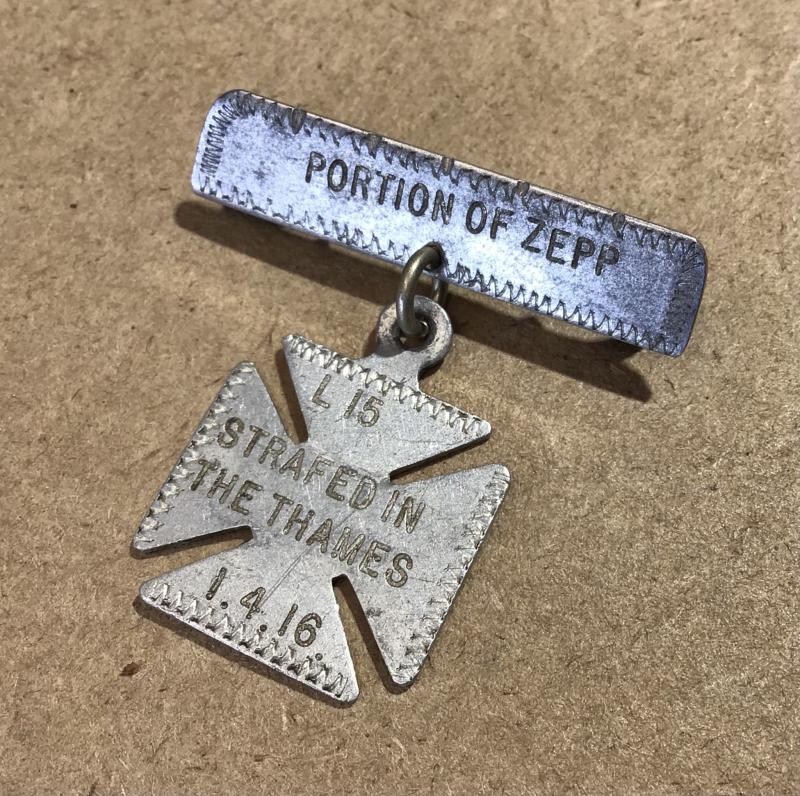 PORTION OF ZEPP
L 15
STRAFED IN
THE THAMES
1.4.16.